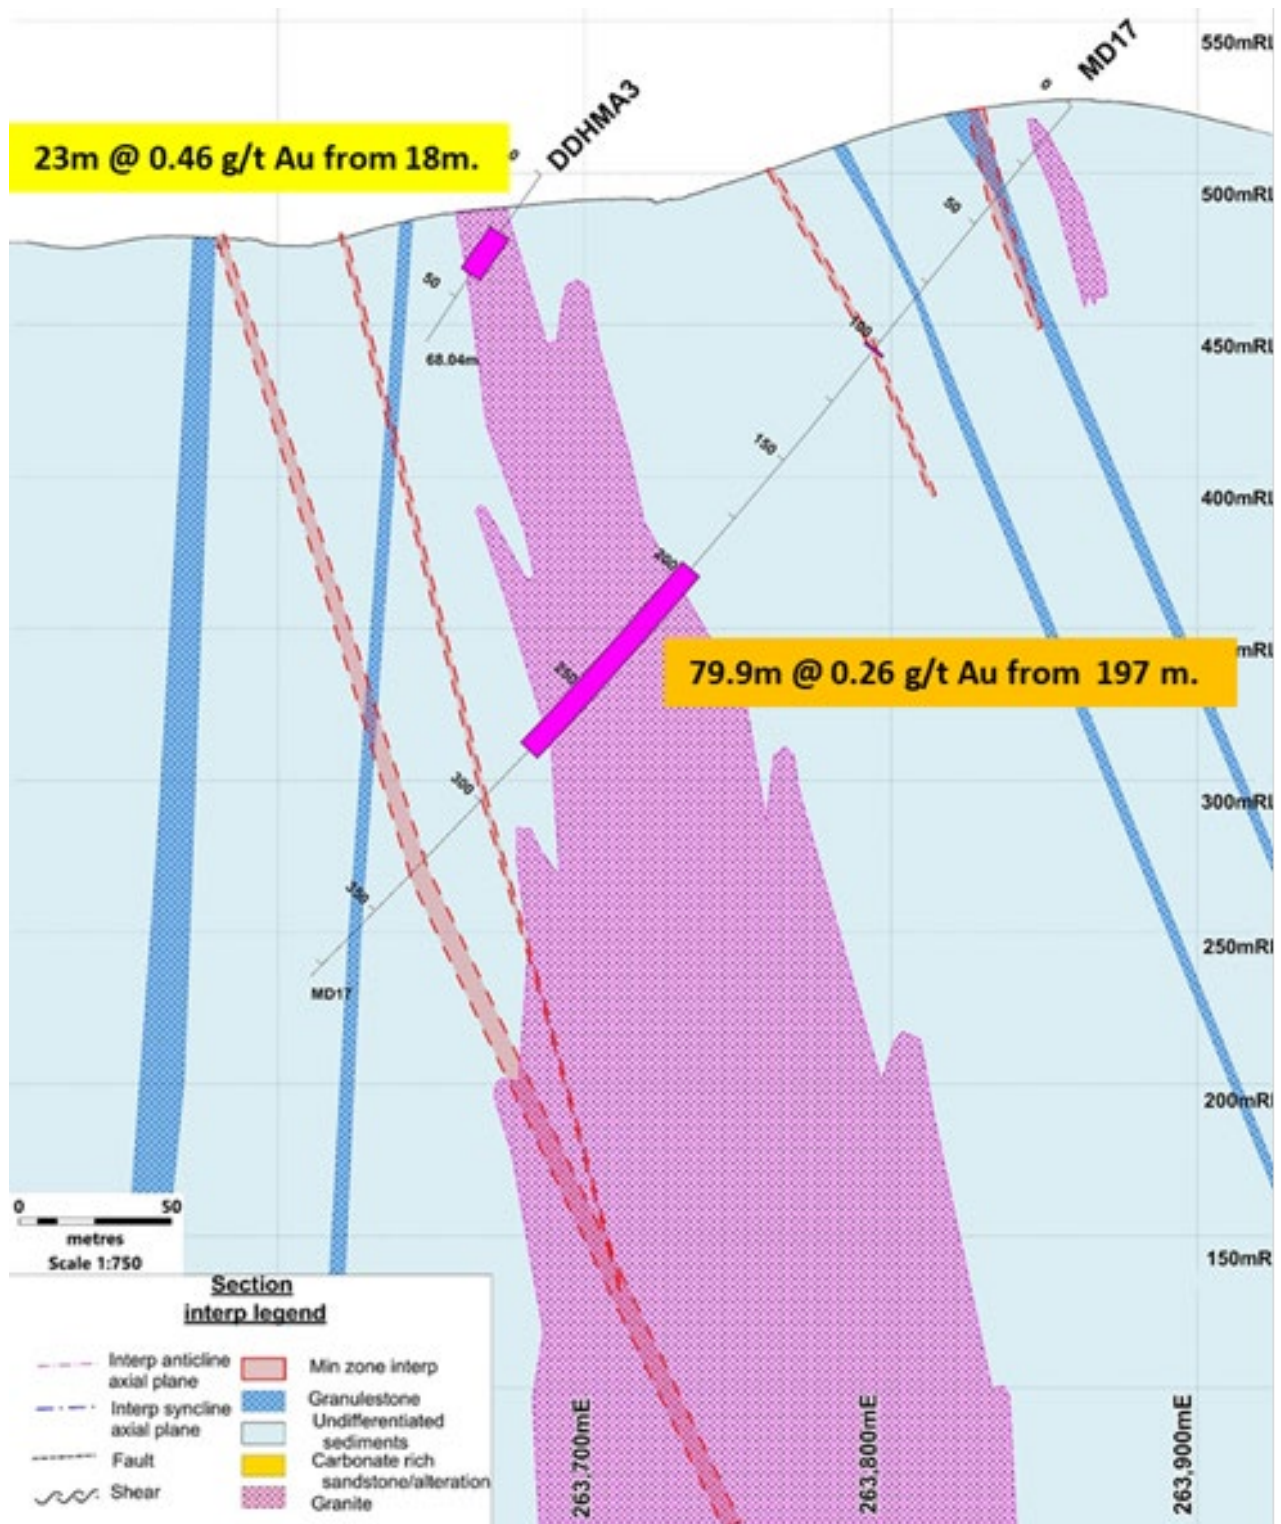 550mRL
MD17
0
DDHMA3
0
23m @ 0.46 g/t Au from 18m.
500mRL
50
50
450mRL
100
68.04m
150
400mRL
200
mRL
79.9m @ 0.26 g/t Au from 197 m.
250
300
300mRL
350
250mRl
MD17
200mRl
0 50
metres
Scale 1:750
150mR
Section
interp legend
Interp anticline
axial plane
Interp syncline
axial plane
Fault
Shear
Min zone interp
Granulestone
Undifferentiated
sediments
Carbonate rich
sandstone/alteration
Granite
263,700mE
263,800mE
263,900mE